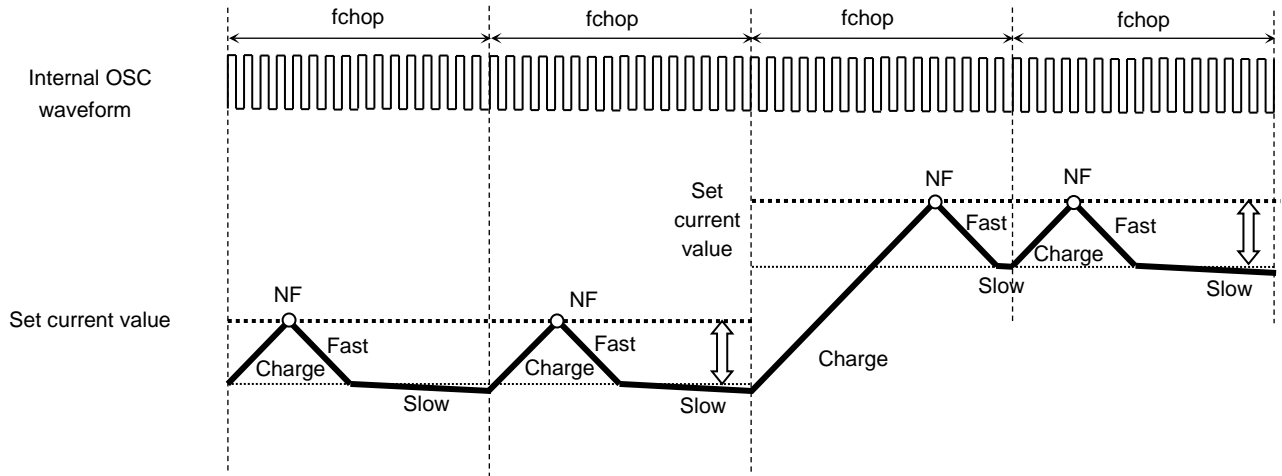 fchop
fchop
fchop
fchop
Internal OSC
waveform
Set
current
value
NF
Fast
Charge
Slow
NF
Fast
Charge
Slow
Set current value
NF
Fast
Charge
Slow
NF
Fast
Charge
Slow